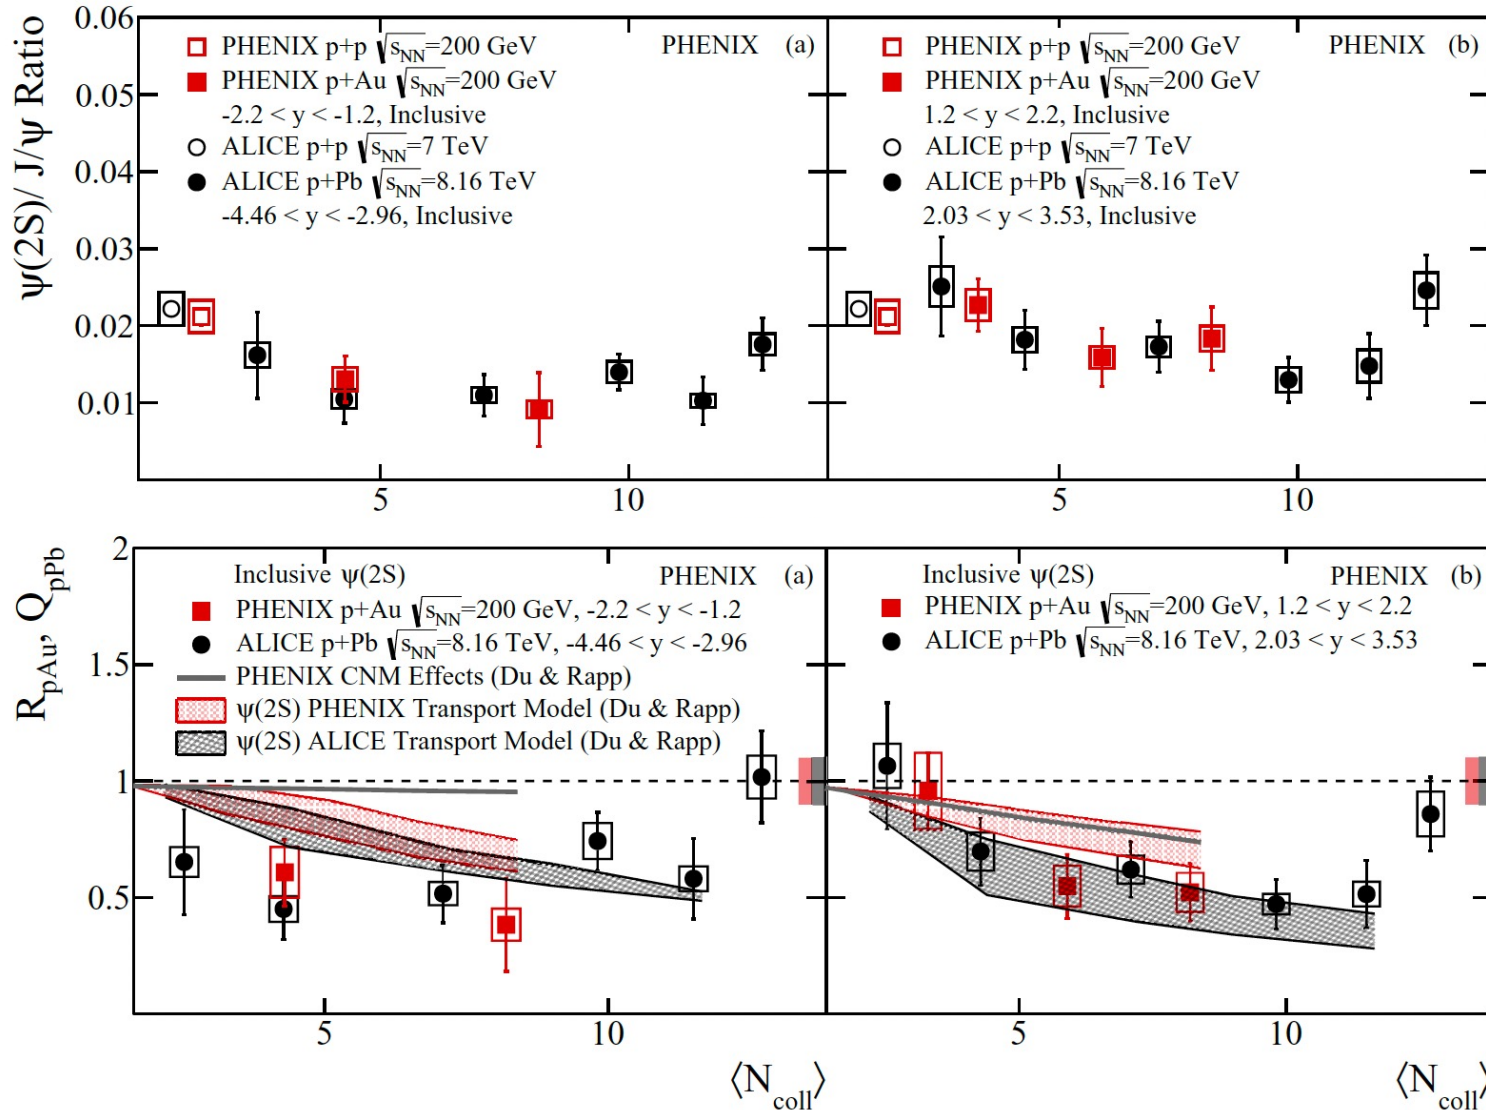 ψ(2S)/ J/ψ Ratio
0.06
0.05
0.04
0.03
0.02
0.01
PHENIX p+p √sNN=200 GeV
PHENIX (a)
PHENIX p+Au √sNN=200 GeV
-2.2 < y < -1.2, Inclusive
ALICE p+p √sNN=7 TeV
ALICE p+Pb √sNN=8.16 TeV
-4.46 < y < -2.96, Inclusive
5
10
PHENIX p+p √sNN=200 GeV
PHENIX (b)
PHENIX p+Au √sNN=200 GeV
1.2 < y < 2.2, Inclusive
ALICE p+p √sNN=7 TeV
ALICE p+Pb √sNN=8.16 TeV
2.03 < y < 3.53, Inclusive
5
10
RpAu, QpPb
2
1.5
1
0.5
Inclusive ψ(2S)
PHENIX (a)
PHENIX p+Au √sNN=200 GeV, -2.2 < y < -1.2
ALICE p+Pb √sNN=8.16 TeV, -4.46 < y < -2.96
PHENIX CNM Effects (Du & Rapp)
ψ(2S) PHENIX Transport Model (Du & Rapp)
ψ(2S) ALICE Transport Model (Du & Rapp)
5
10
⟨Ncoll⟩
Inclusive ψ(2S)
PHENIX (b)
PHENIX p+Au √sNN=200 GeV, 1.2 < y < 2.2
ALICE p+Pb √sNN=8.16 TeV, 2.03 < y < 3.53
5
10
⟨Ncoll⟩